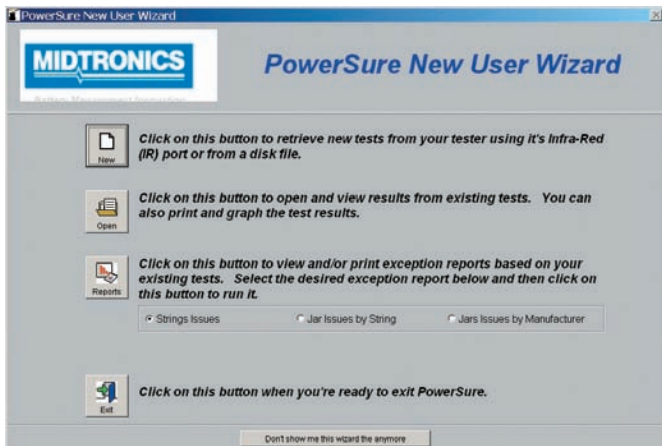 PowerSure New User Wizard
MIDTRONICS
PowerSure New User Wizard
New
Click on this button to retrieve new tests from your tester using it's Infra-Red
(IR) port or from a disk file.
Open
Click on this button to open and view results from existing tests. You can
also print and graph the test results.
Reports
Click on this button to view and/or print exception reports based on your
existing tests. Select the desired exception report below and then click on
this button to run it.
Strings Issues
Jar Issues by String
Jars Issues by Manufacturer
Exit
Click on this button when you're ready to exit PowerSure.
Don't show me this wizard the anymore